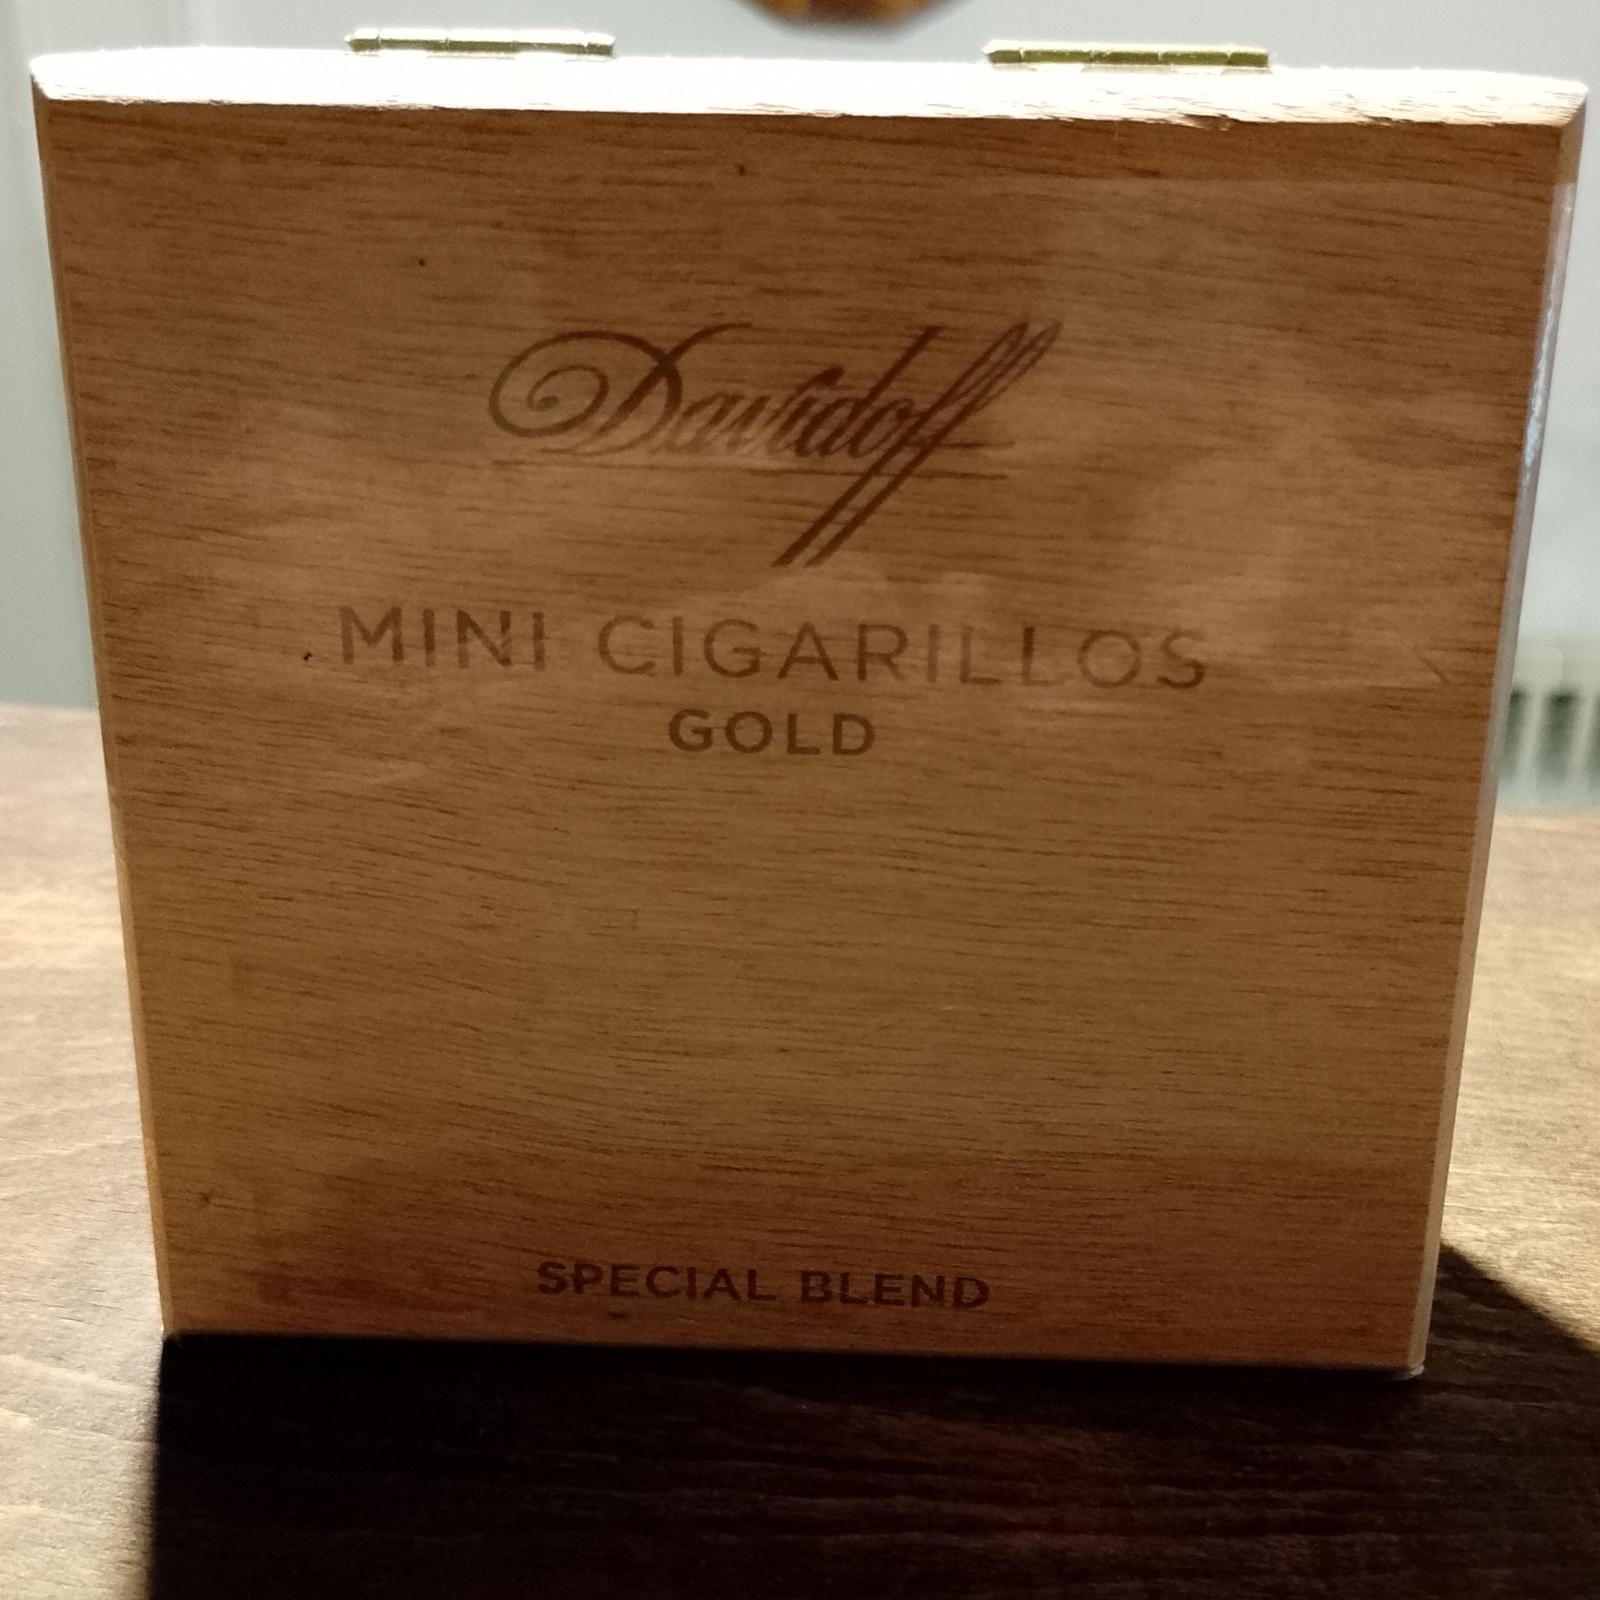 Davidoff
MINI CIGARILLOS
GOLD
SPECIAL BLEND